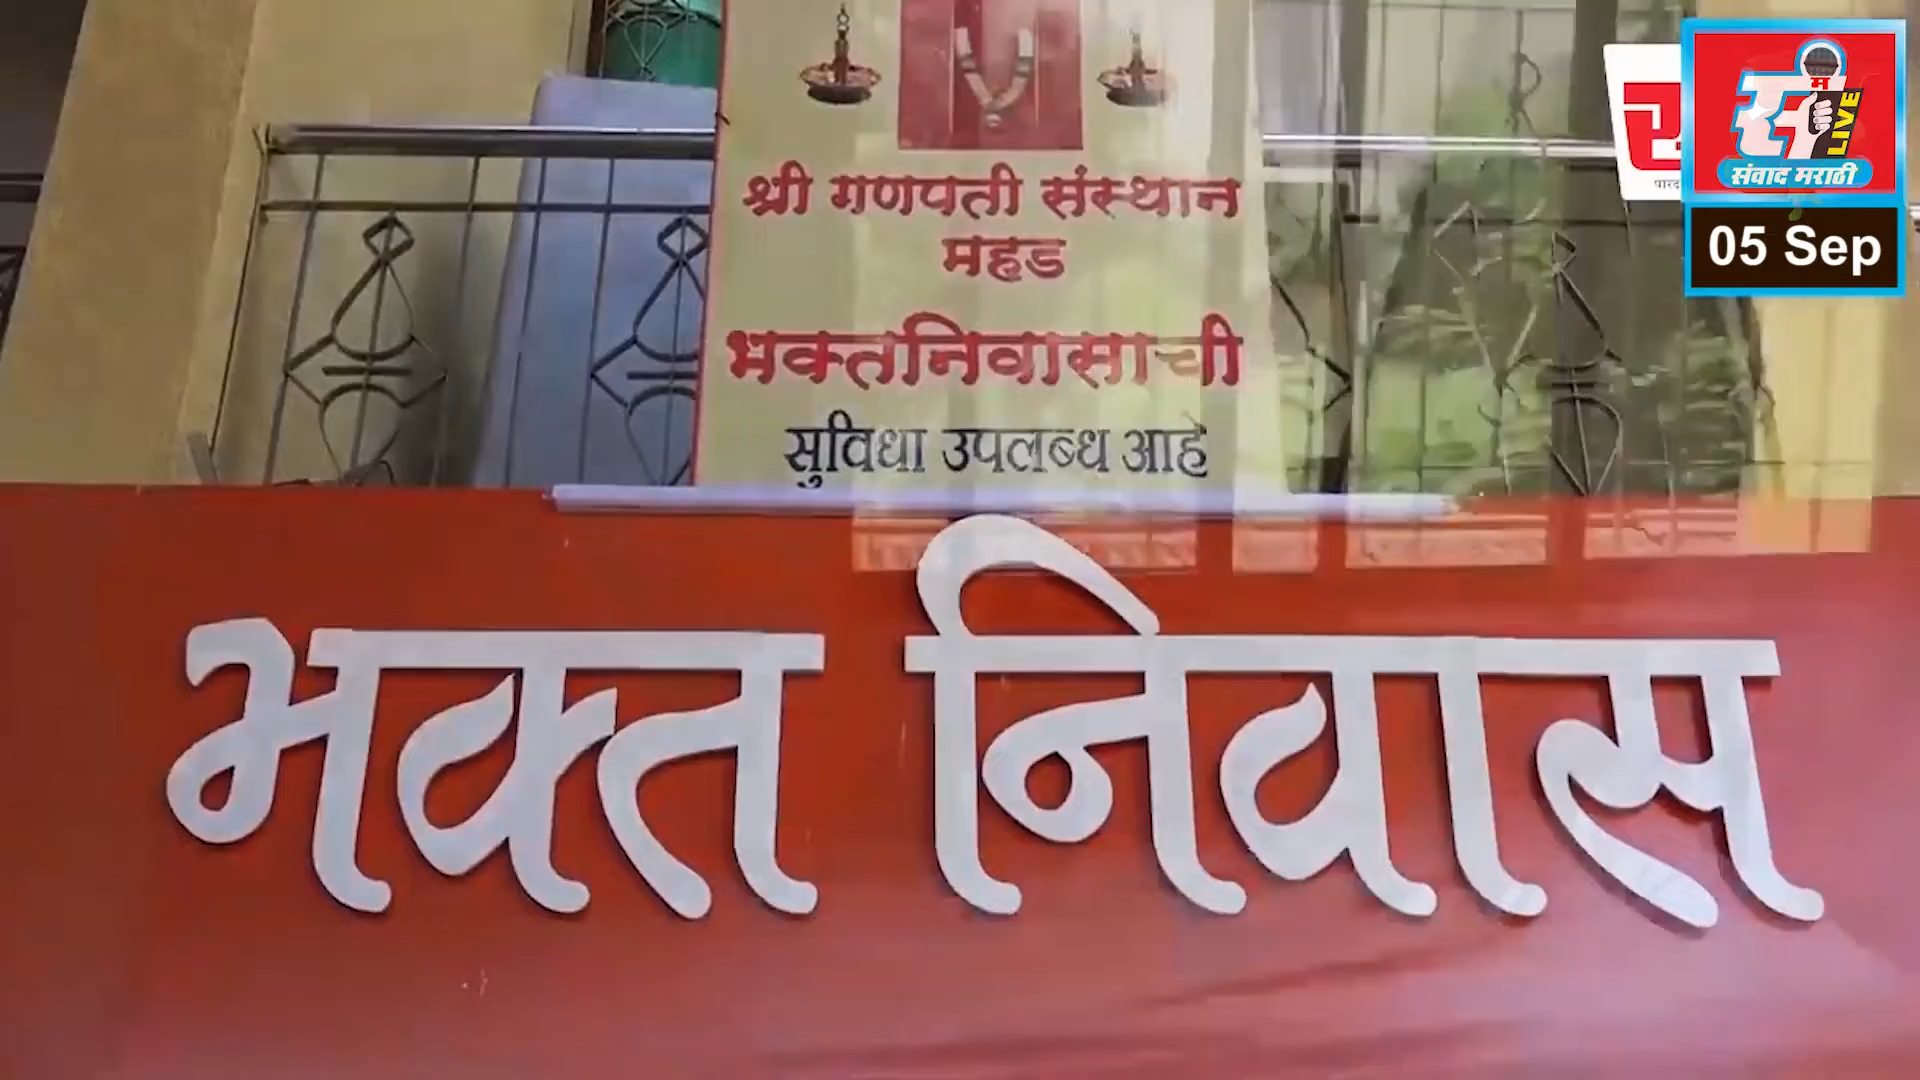 श्री गणपती संस्थान
महड
भक्तनिवासाची
सुविधा उपलब्ध आहे
भक्त निवास
म
LIVE
संवाद मराठी
05 Sep